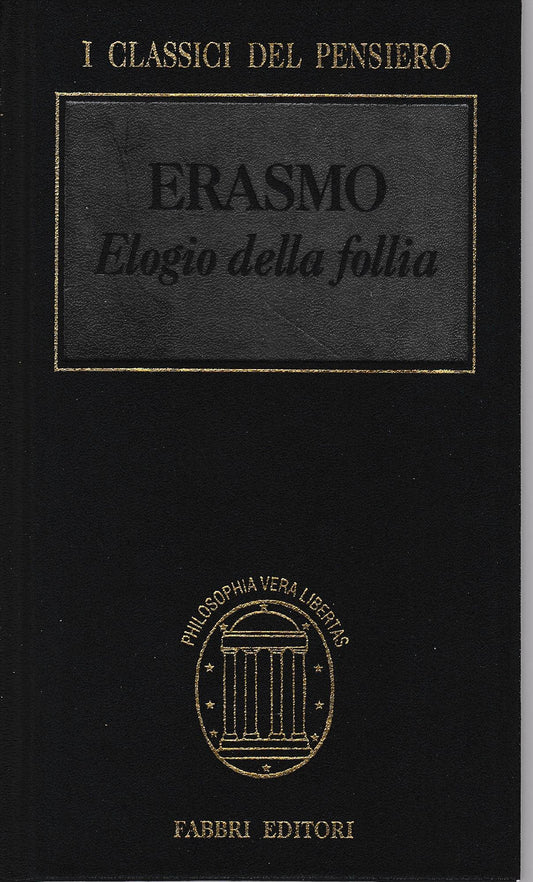 I CLASSICI DEL PENSIERO
ERASMO
Elogio della follia
PHILOSOPHIA VERA LIBERTAS
FABBRI EDITORI